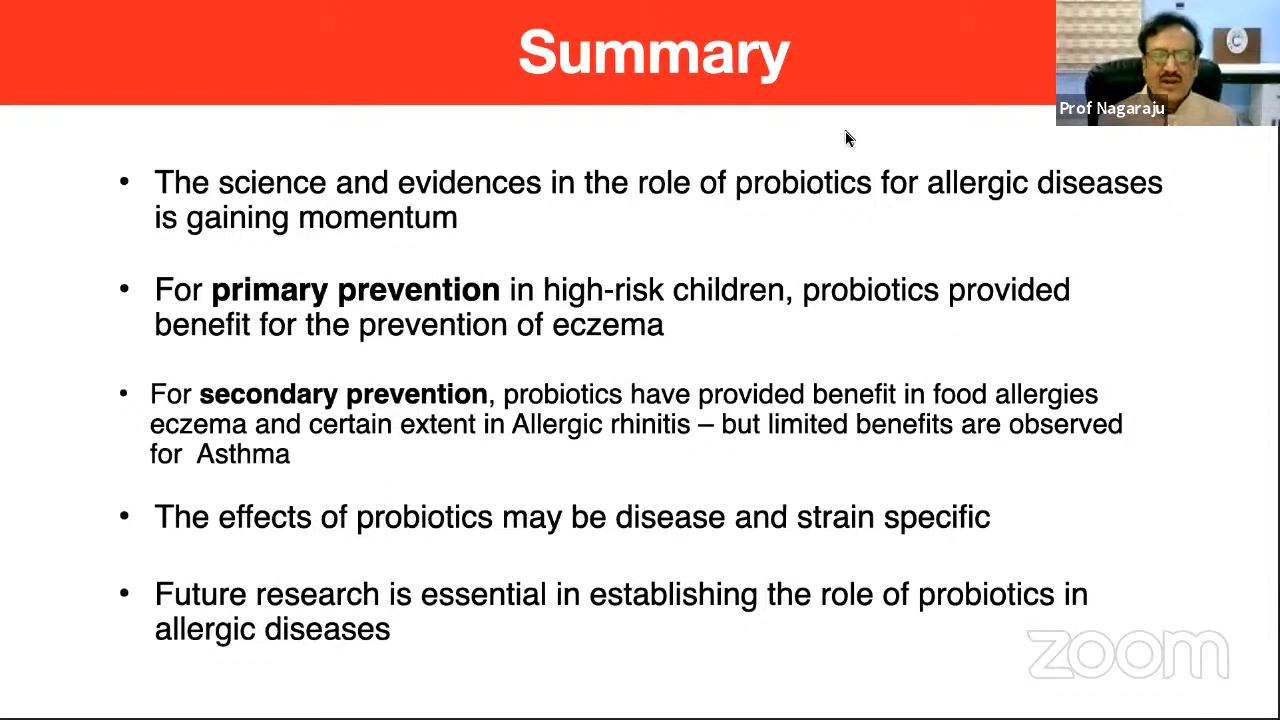 Summary
Prof Nagaraju
• The science and evidences in the role of probiotics for allergic diseases
is gaining momentum
• For primary prevention in high-risk children, probiotics provided
benefit for the prevention of eczema
• For secondary prevention, probiotics have provided benefit in food allergies
eczema and certain extent in Allergic rhinitis – but limited benefits are observed
for Asthma
• The effects of probiotics may be disease and strain specific
• Future research is essential in establishing the role of probiotics in
allergic diseases
zoom